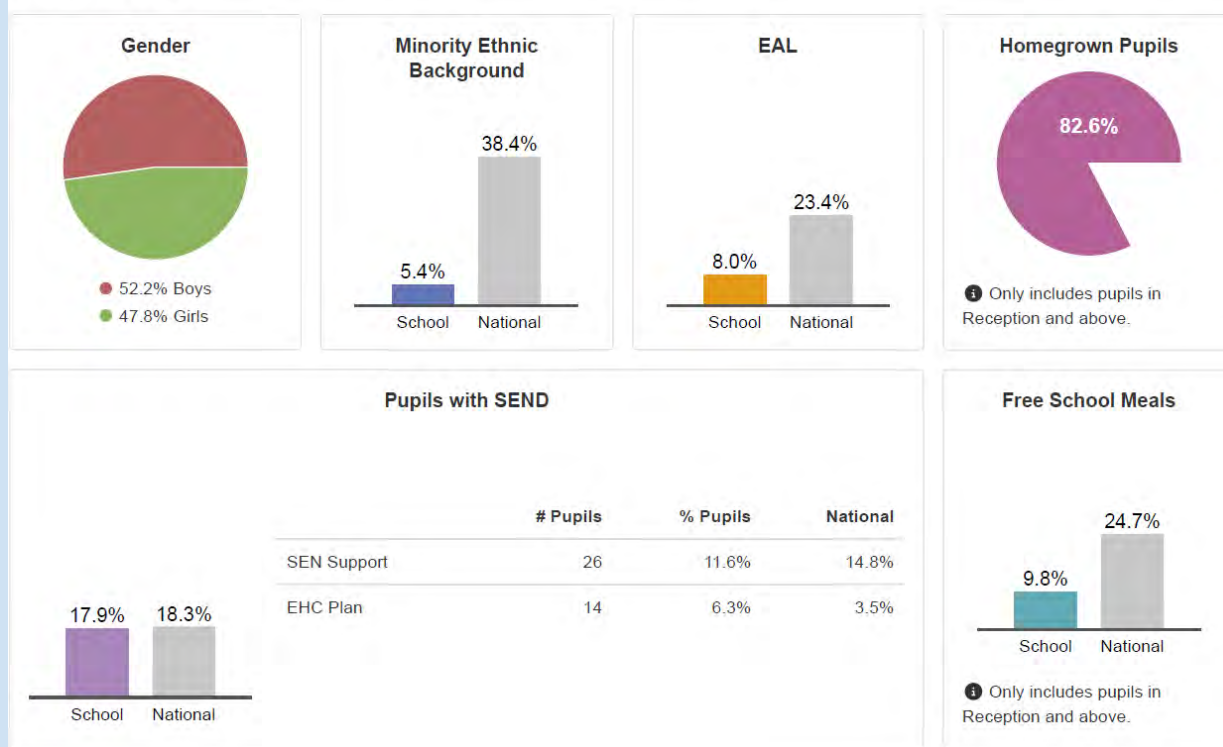 Gender
52.2% Boys
47.8% Girls
Minority Ethnic
Background
38.4%
5.4%
School National
EAL
23.4%
8.0%
School National
Homegrown Pupils
82.6%
Only includes pupils in
Reception and above.
Pupils with SEND
17.9% 18.3%
School National
# Pupils % Pupils National
SEN Support 26 11.6% 14.8%
EHC Plan 14 6.3% 3.5%
Free School Meals
24.7%
9.8%
School National
Only includes pupils in
Reception and above.